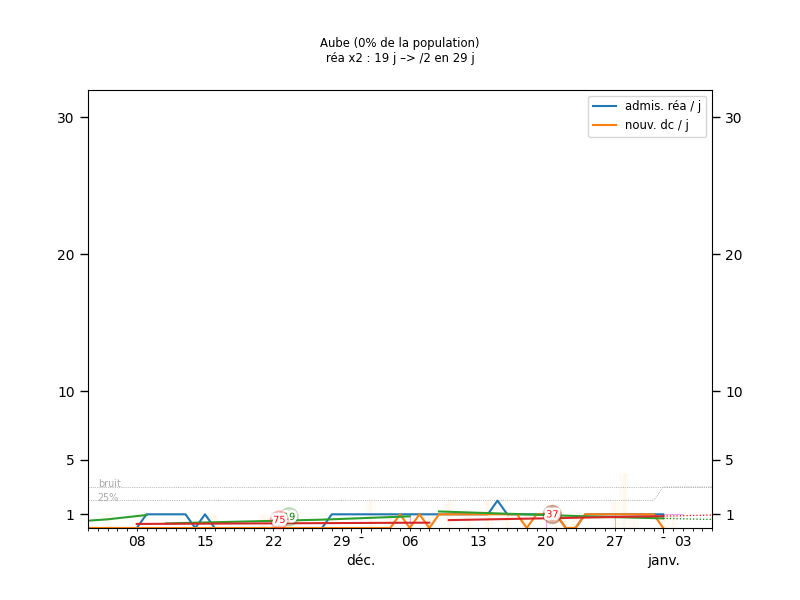 Aube (0% de la population)
réa x2 : 19 j –> /2 en 29 j
admis. réa / j
nouv. dc / j
30 30
20 20
10 10
5 5
bruit
25%
1 75 37 1
08 15 22 29 - 06 13 20 27 - 03
déc. janv.